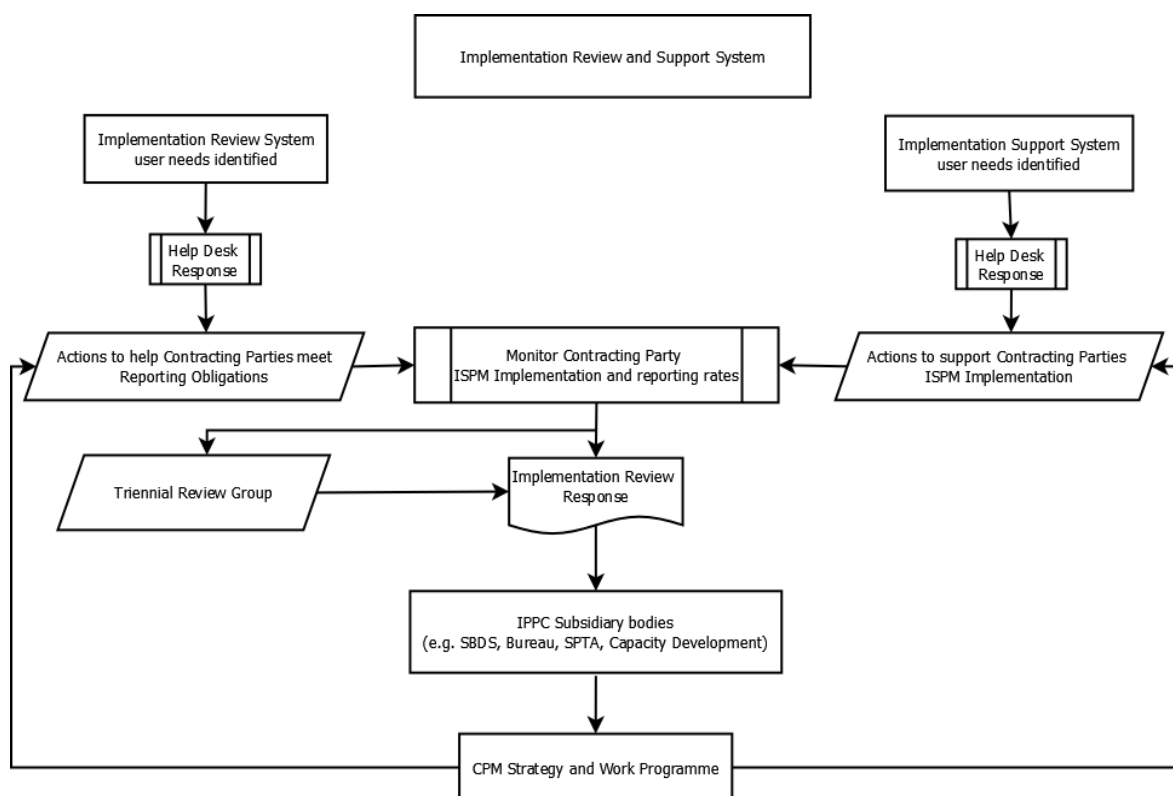 Implementation Review and Support System
Implementation Review System
user needs identified
Implementation Support System
user needs identified
Help Desk
Response
Help Desk
Response
Actions to help Contracting Parties meet
Reporting Obligations
Monitor Contracting Party
ISPM Implementation and reporting rates
Actions to support Contracting Parties
ISPM Implementation
Triennial Review Group
Implementation Review
Response
IPPC Subsidiary bodies
(e.g. SBDS, Bureau, SPTA, Capacity Development)
CPM Strategy and Work Programme